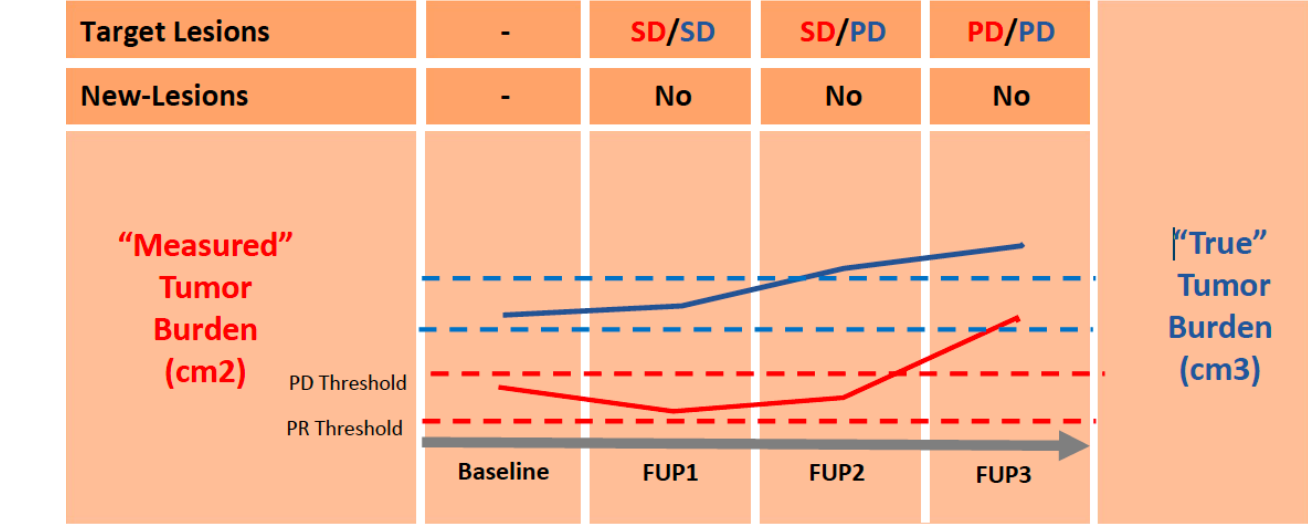 Target Lesions - SD/SD SD/PD PD/PD
New-Lesions - No No No
“Measured”
Tumor
Burden
(cm2)
PD Threshold
PR Threshold
Baseline FUP1 FUP2 FUP3
“True”
Tumor
Burden
(cm3)